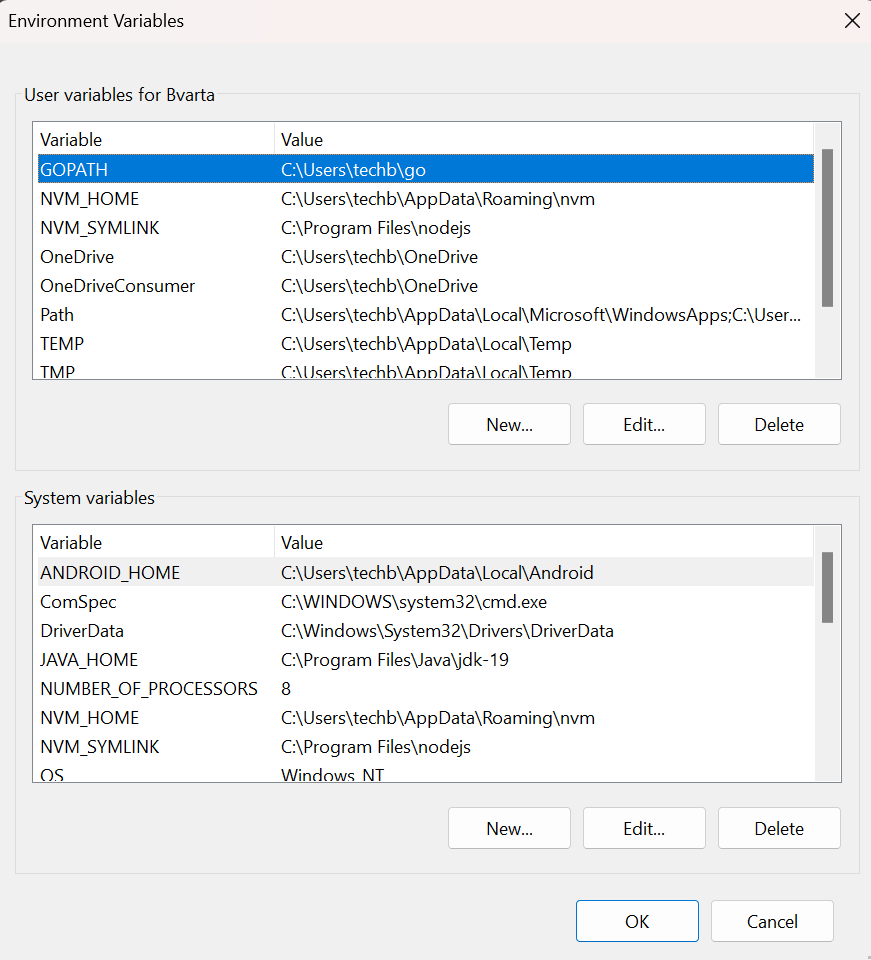 Environment Variables
User variables for Bvarta
Variable Value
GOPATH C:\Users\techb\go
NVM_HOME C:\Users\techb\AppData\Roaming\nvm
NVM_SYMLINK C:\Program Files\nodejs
OneDrive C:\Users\techb\OneDrive
OneDriveConsumer C:\Users\techb\OneDrive
Path C:\Users\techb\AppData\Local\Microsoft\WindowsApps;C:\User...
TEMP C:\Users\techb\AppData\Local\Temp
TMP C:\Users\techb\AppData\Local\Temp
New... Edit... Delete
System variables
Variable Value
ANDROID_HOME C:\Users\techb\AppData\Local\Android
ComSpec C:\WINDOWS\system32\cmd.exe
DriverData C:\Windows\System32\Drivers\DriverData
JAVA_HOME C:\Program Files\Java\jdk-19
NUMBER_OF_PROCESSORS 8
NVM_HOME C:\Users\techb\AppData\Roaming\nvm
NVM_SYMLINK C:\Program Files\nodejs
OS Windows_NT
New... Edit... Delete
OK Cancel